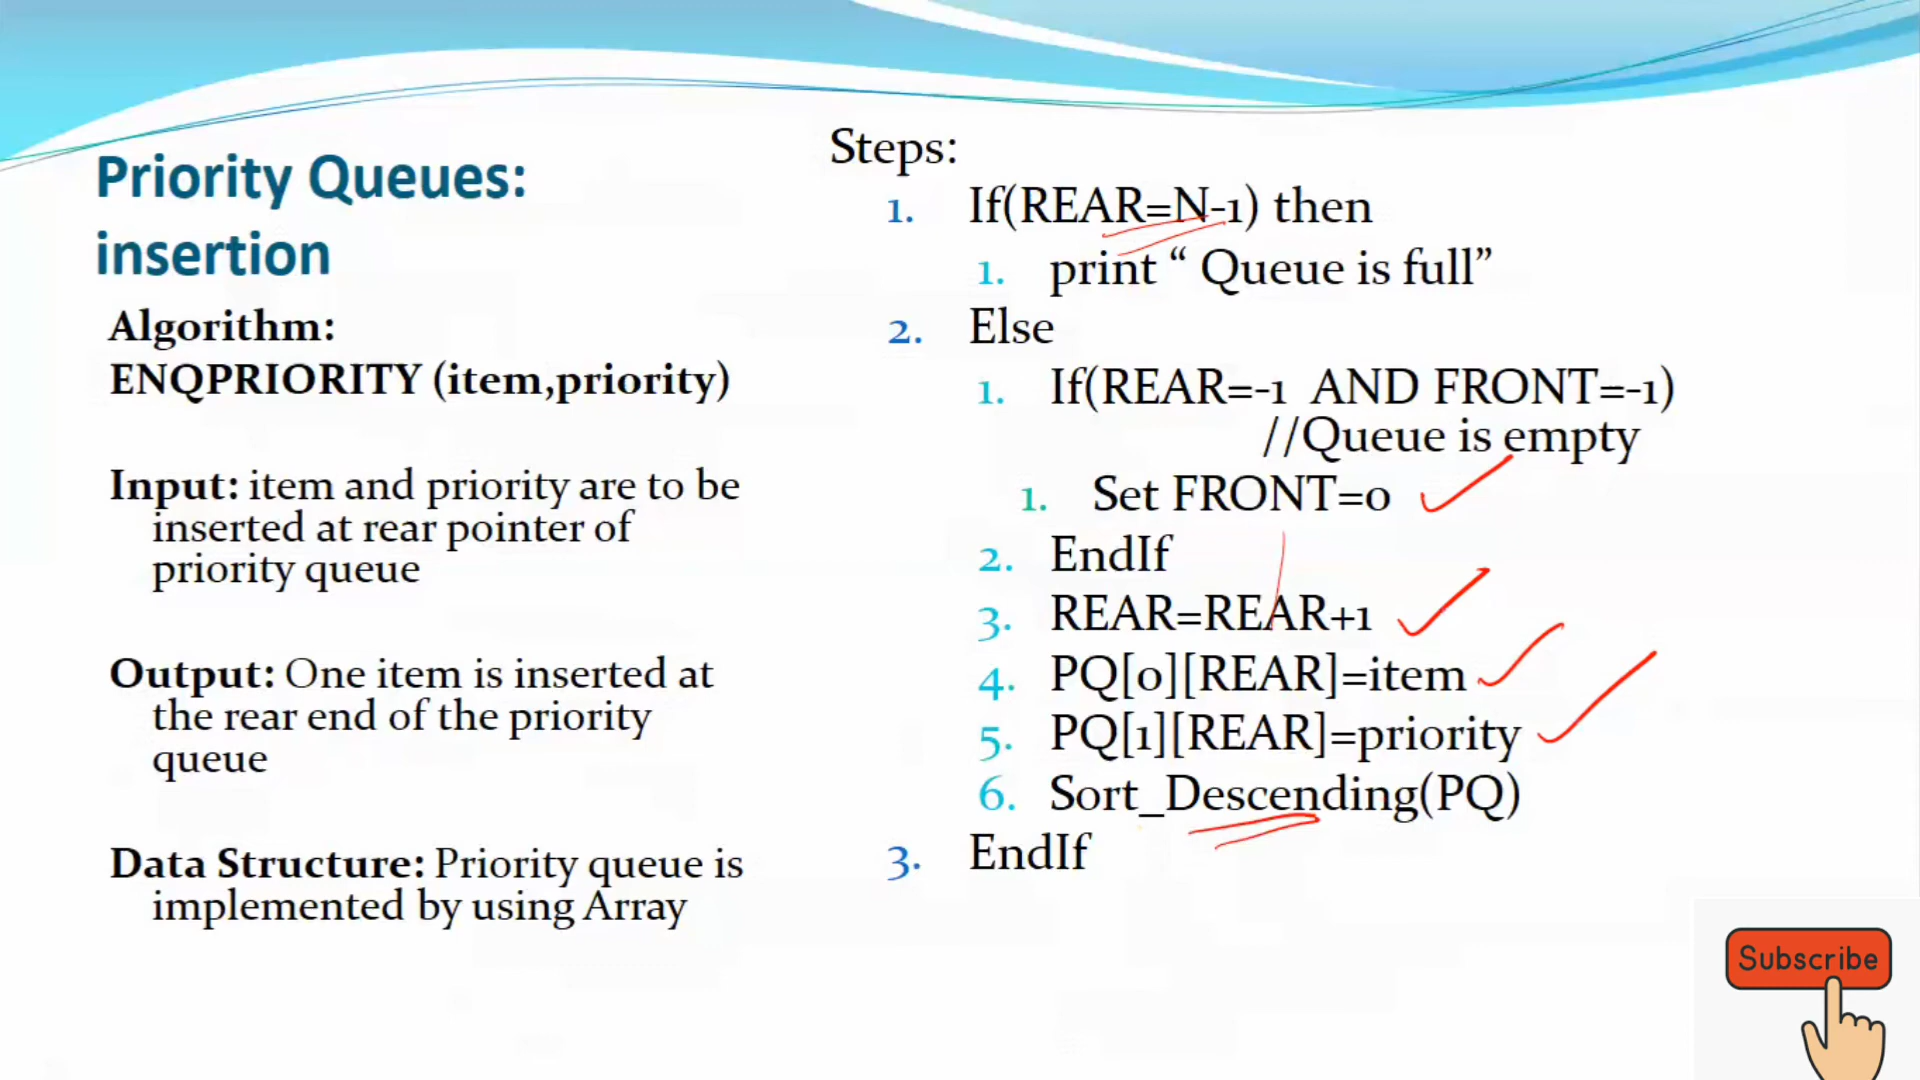 Priority Queues:
insertion
Algorithm:
ENQPRIORITY (item,priority)
Input: item and priority are to be
inserted at rear pointer of
priority queue
Output: One item is inserted at
the rear end of the priority
queue
Data Structure: Priority queue is
implemented by using Array
Steps:
1. If(REAR=N-1) then
1. print “ Queue is full”
2. Else
1. If(REAR=-1 AND FRONT=-1)
//Queue is empty
1. Set FRONT=0
2. EndIf
3. REAR=REAR+1
4. PQ[0][REAR]=item
5. PQ[1][REAR]=priority
6. Sort_Descending(PQ)
3. EndIf
Subscribe